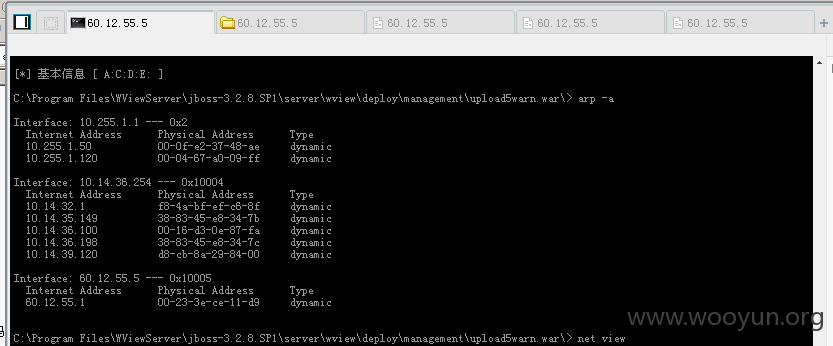 60.12.55.5 60.12.55.5 60.12.55.5 60.12.55.5 60.12.55.5
[*] 基本信息 [ A:C:D:E: ]
C:\Program Files\WViewServer\jboss-3.2.8.SP1\server\wview\deploy\management\upload5warn.war\> arp -a
Interface: 10.255.1.1 --- 0x2
Internet Address Physical Address Type
10.255.1.50 00-0f-e2-37-48-ae dynamic
10.255.1.120 00-04-67-a0-09-ff dynamic
Interface: 10.14.36.254 --- 0x10004
Internet Address Physical Address Type
10.14.32.1 f8-4a-bf-ef-c6-8f dynamic
10.14.35.149 38-83-45-e8-34-7b dynamic
10.14.36.100 00-16-d3-0e-87-fa dynamic
10.14.36.198 38-83-45-e8-34-7c dynamic
10.14.39.120 d8-cb-8a-29-84-00 dynamic
Interface: 60.12.55.5 --- 0x10005
Internet Address Physical Address Type
60.12.55.1 00-23-3e-ce-11-d9 dynamic
C:\Program Files\WViewServer\jboss-3.2.8.SP1\server\wview\deploy\management\upload5warn.war\> net view
www.wooyun.org